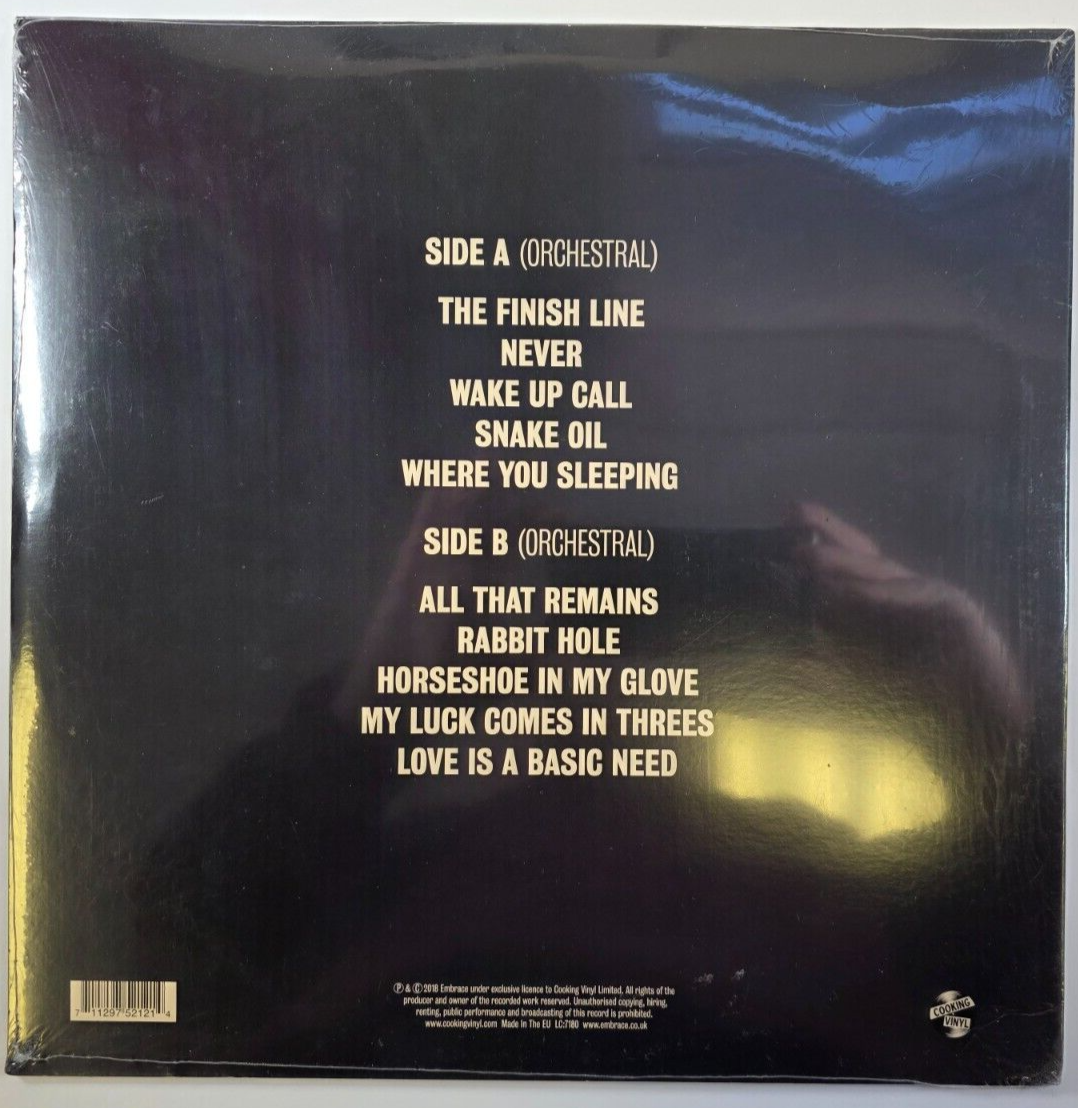 SIDE A (ORCHESTRAL)
THE FINISH LINE
NEVER
WAKE UP CALL
SNAKE OIL
WHERE YOU SLEEPING
SIDE B (ORCHESTRAL)
ALL THAT REMAINS
RABBIT HOLE
HORSESHOE IN MY GLOVE
MY LUCK COMES IN THREES
LOVE IS A BASIC NEED
7 11297 52121 4
℗ & © 2018 Embrace under exclusive licence to Cooking Vinyl Limited. All rights of the
producer and owner of the recorded work reserved. Unauthorised copying, hiring,
renting, public performance and broadcasting of this record is prohibited.
www.cookingvinyl.com Made In The EU LC:7180 www.embrace.co.uk
COOKING
VINYL